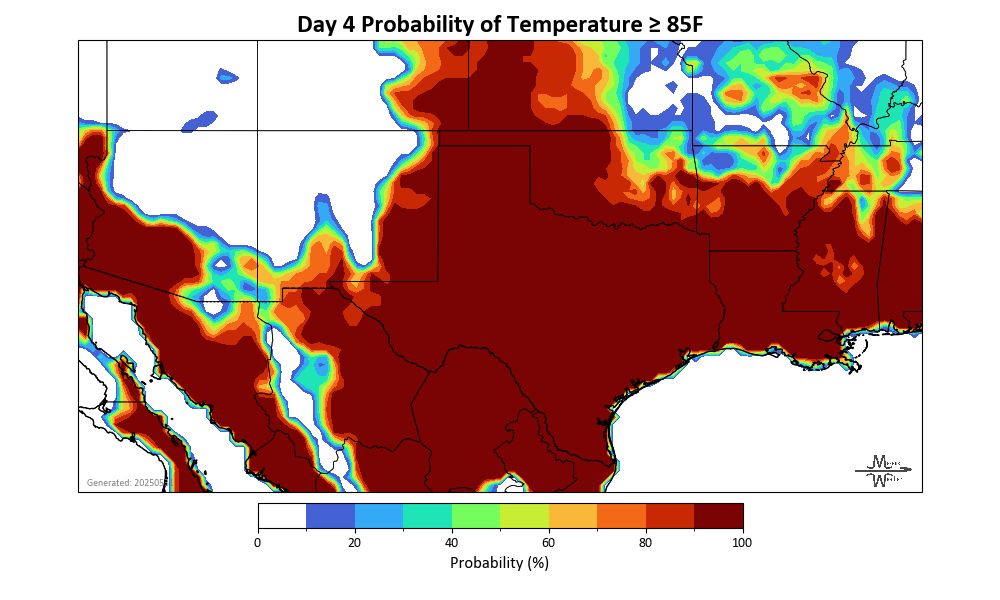 Day 4 Probability of Temperature ≥ 85F
Generated: 202505
0 20 40 60 80 100
Probability (%)